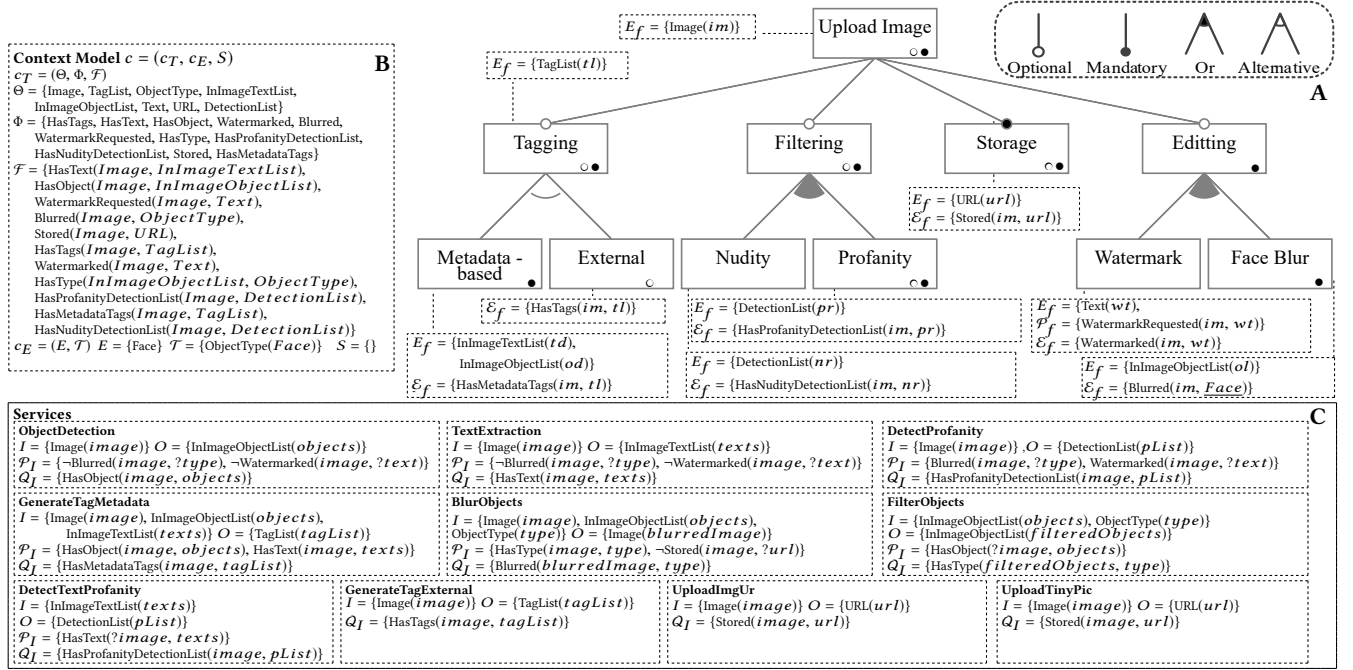 E_f = {Image(im)}
Upload Image
Optional Mandatory Or Alternative
A
E_f = {TagList(tl)}
Tagging
Filtering
Storage
Editting
E_f = {URL(url)}
ℰ_f = {Stored(im, url)}
Metadata -
based
External
Nudity
Profanity
Watermark
Face Blur
ℰ_f = {HasTags(im, tl)}
E_f = {InImageTextList(td),
InImageObjectList(od)}
ℰ_f = {HasMetadataTags(im, tl)}
E_f = {DetectionList(pr)}
ℰ_f = {HasProfanityDetectionList(im, pr)}
E_f = {DetectionList(nr)}
ℰ_f = {HasNudityDetectionList(im, nr)}
E_f = {Text(wt),
𝒫_f = {WatermarkRequested(im, wt)}
ℰ_f = {Watermarked(im, wt)}
E_f = {InImageObjectList(ol)}
ℰ_f = {Blurred(im, Face)}
B
Context Model c = (c_T, c_E, S)
c_T = (Θ, Φ, ℱ)
Θ = {Image, TagList, ObjectType, InImageTextList,
InImageObjectList, Text, URL, DetectionList}
Φ = {HasTags, HasText, HasObject, Watermarked, Blurred,
WatermarkRequested, HasType, HasProfanityDetectionList,
HasNudityDetectionList, Stored, HasMetadataTags}
ℱ = {HasText(Image, InImageTextList),
HasObject(Image, InImageObjectList),
WatermarkRequested(Image, Text),
Blurred(Image, ObjectType),
Stored(Image, URL),
HasTags(Image, TagList),
Watermarked(Image, Text),
HasType(InImageObjectList, ObjectType),
HasProfanityDetectionList(Image, DetectionList),
HasMetadataTags(Image, TagList),
HasNudityDetectionList(Image, DetectionList)}
c_E = (E, 𝒯) E = {Face} 𝒯 = {ObjectType(Face)} S = {}
C
Services
ObjectDetection
I = {Image(image)} O = {InImageObjectList(objects)}
𝒫_I = {¬Blurred(image, ?type), ¬Watermarked(image, ?text)}
Q_I = {HasObject(image, objects)}
TextExtraction
I = {Image(image)} O = {InImageTextList(texts)}
𝒫_I = {¬Blurred(image, ?type), ¬Watermarked(image, ?text)}
Q_I = {HasText(image, texts)}
DetectProfanity
I = {Image(image)} ,O = {DetectionList(pList)}
𝒫_I = {Blurred(image, ?type), Watermarked(image, ?text)}
Q_I = {HasProfanityDetectionList(image, pList)}
GenerateTagMetadata
I = {Image(image), InImageObjectList(objects),
InImageTextList(texts)} O = {TagList(tagList)}
𝒫_I = {HasObject(image, objects), HasText(image, texts)}
Q_I = {HasMetadataTags(image, tagList)}
BlurObjects
I = {Image(image), InImageObjectList(objects),
ObjectType(type)} O = {Image(blurredImage)}
𝒫_I = {HasType(image, type), ¬Stored(image, ?url)}
Q_I = {Blurred(blurredImage, type)}
FilterObjects
I = {InImageObjectList(objects), ObjectType(type)}
O = {InImageObjectList(filteredObjects)}
𝒫_I = {HasObject(?image, objects)}
Q_I = {HasType(filteredObjects, type)}
DetectTextProfanity
I = {InImageTextList(texts)}
O = {DetectionList(pList)}
𝒫_I = {HasText(?image, texts)}
Q_I = {HasProfanityDetectionList(image, pList)}
GenerateTagExternal
I = {Image(image)} O = {TagList(tagList)}
Q_I = {HasTags(image, tagList)}
UploadImgUr
I = {Image(image)} O = {URL(url)}
Q_I = {Stored(image, url)}
UploadTinyPic
I = {Image(image)} O = {URL(url)}
Q_I = {Stored(image, url)}